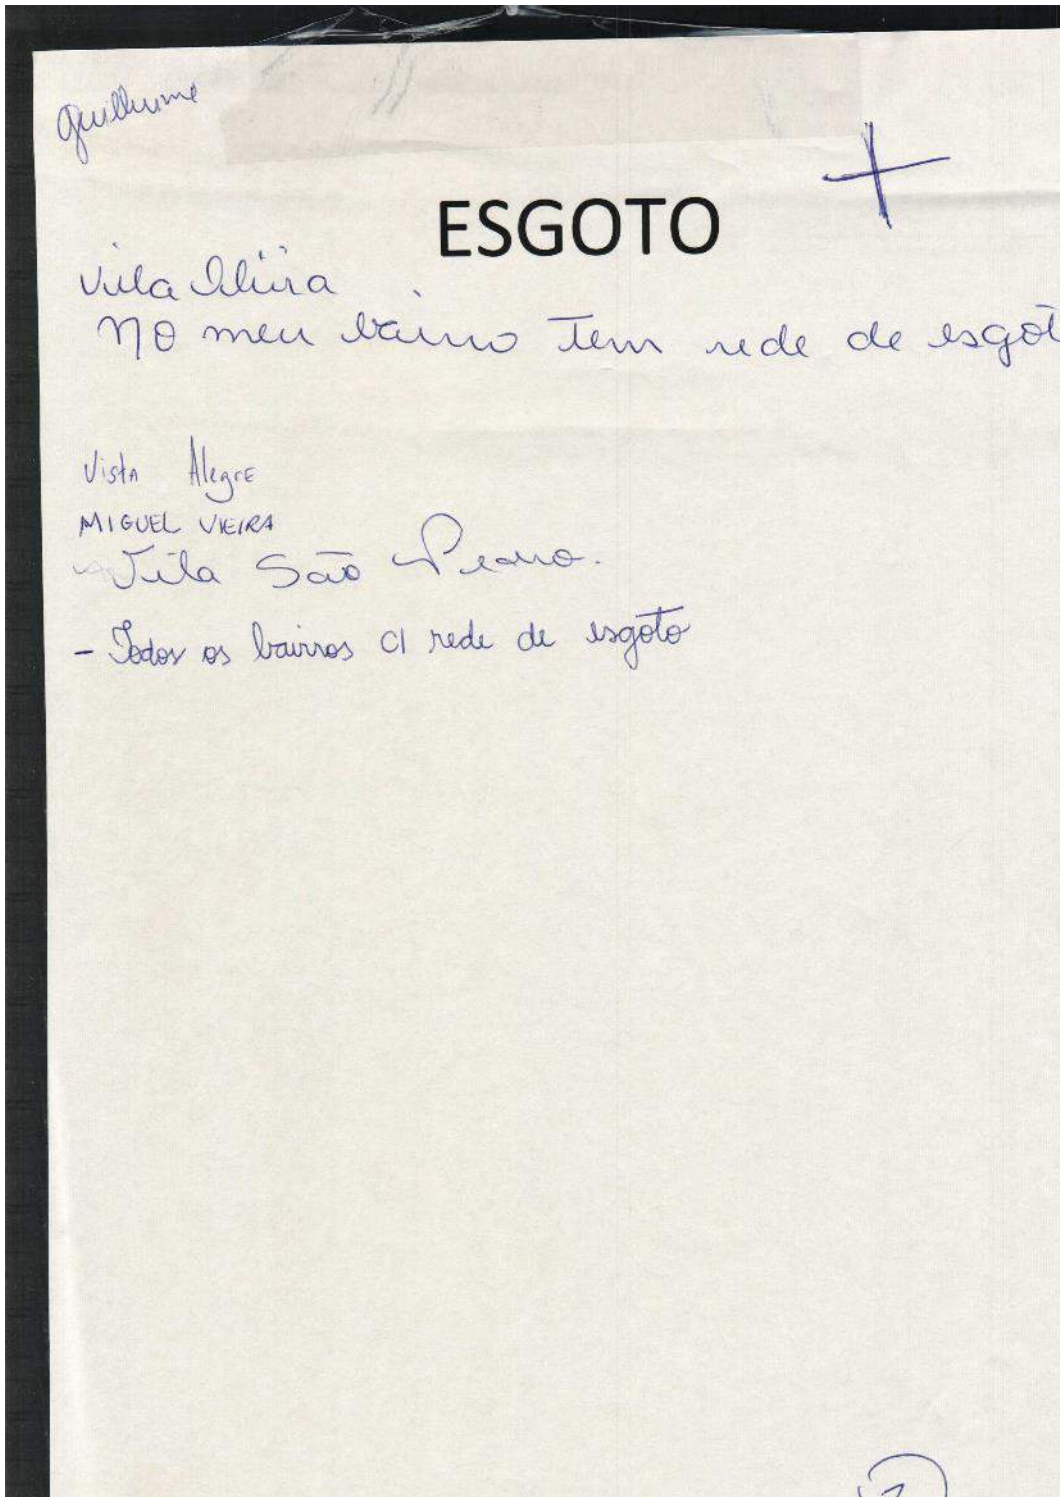 Guilherme
+
ESGOTO
Vila
No meu bairro tem rede de esgot
Vista Alegre
MIGUEL VIEIRA
Vila São Pedro.
- Todos os bairros c/ rede de esgoto